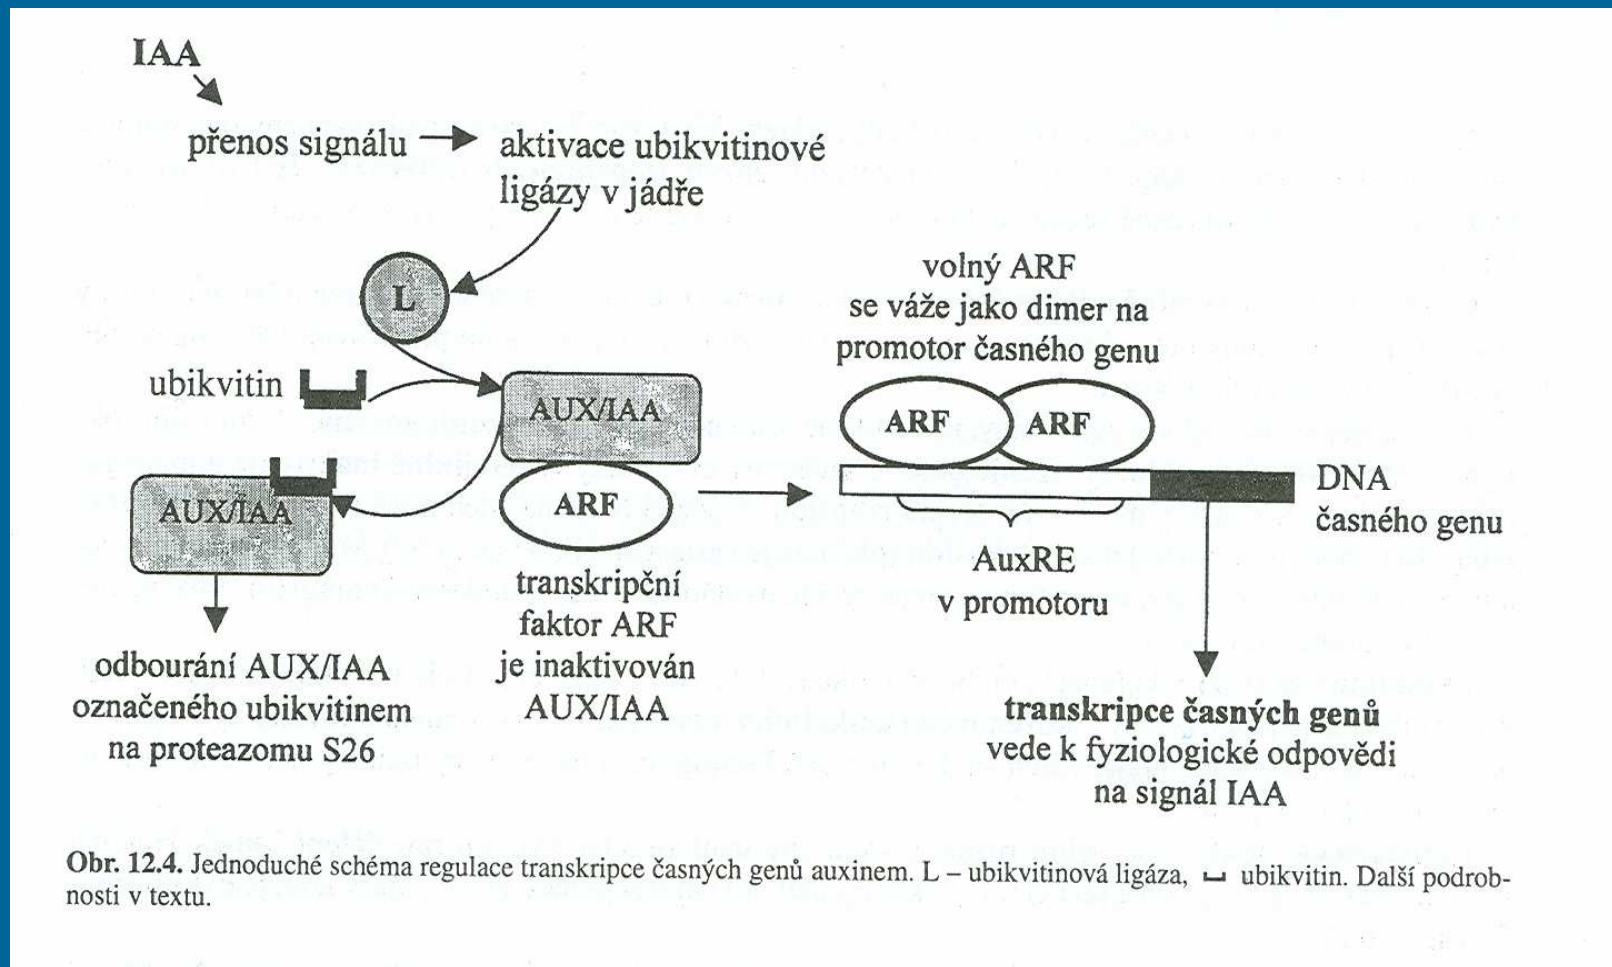 IAA
přenos signálu
aktivace ubikvitinové
ligázy v jádře
L
ubikvitin
AUX/IAA
ARF
transkripční
faktor ARF
je inaktivován
AUX/IAA
AUX/IAA
odbourání AUX/IAA
označeného ubikvitinem
na proteazomu S26
volný ARF
se váže jako dimer na
promotor časného genu
ARF
ARF
DNA
časného genu
AuxRE
v promotoru
transkripce časných genů
vede k fyziologické odpovědi
na signál IAA
Obr. 12.4. Jednoduché schéma regulace transkripce časných genů auxinem. L – ubikvitinová ligáza, ubikvitin. Další podrob-
nosti v textu.